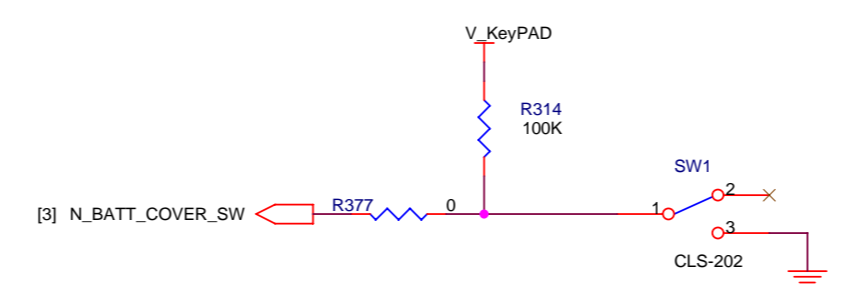 V_KeyPAD
R314
100K
SW1
[3] N_BATT_COVER_SW
R377
0
1
2
3
CLS-202